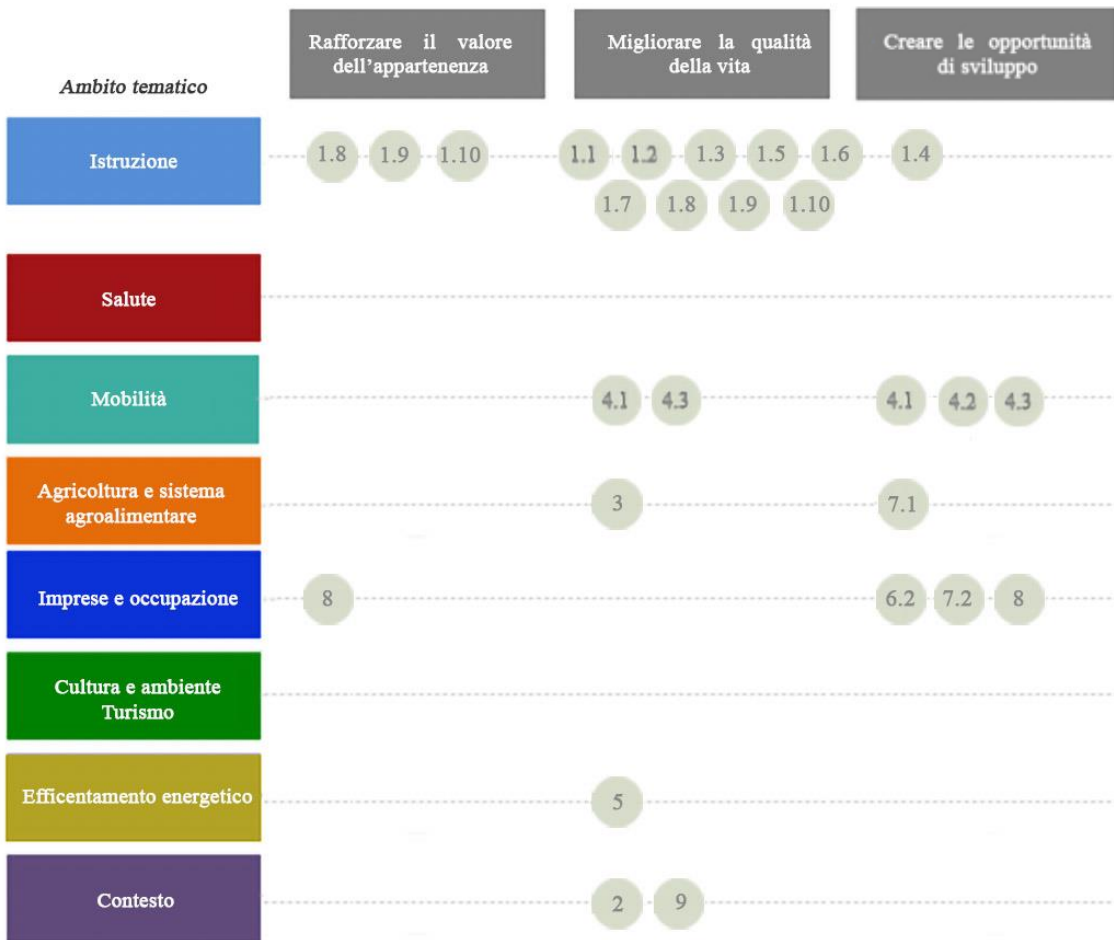 Rafforzare il valore
dell'appartenenza
Migliorare la qualità
della vita
Creare le opportunità
di sviluppo
Ambito tematico
Istruzione
1.8 1.9 1.10 1.1 1.2 1.3 1.5 1.6 1.4
1.7 1.8 1.9 1.10
Salute
Mobilità
4.1 4.3 4.1 4.2 4.3
Agricoltura e sistema
agroalimentare
3 7.1
Imprese e occupazione
8 6.2 7.2 8
Cultura e ambiente
Turismo
Efficentamento energetico
5
Contesto
2 9